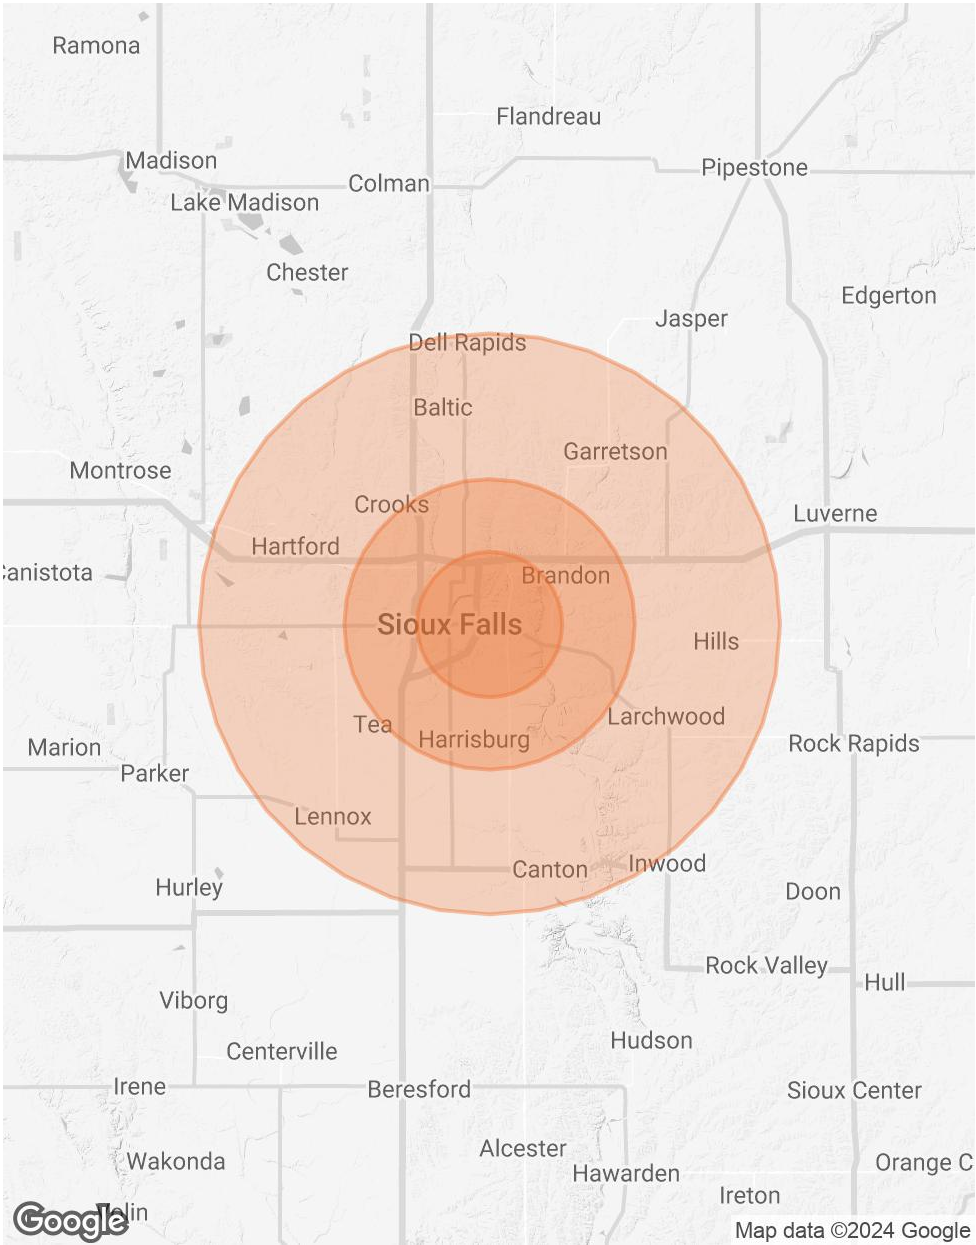 Ramona
Flandreau
Madison
Pipestone
Colman
Lake Madison
Chester
Edgerton
Jasper
Dell Rapids
Baltic
Garretson
Montrose
Crooks
Luverne
Hartford
Canistota
Brandon
Sioux Falls
Hills
Larchwood
Tea
Harrisburg
Marion
Rock Rapids
Parker
Lennox
Inwood
Canton
Hurley
Doon
Rock Valley
Hull
Viborg
Hudson
Centerville
Irene
Beresford
Sioux Center
Alcester
Wakonda
Orange C
Hawarden
Ireton
Google
Map data ©2024 Google